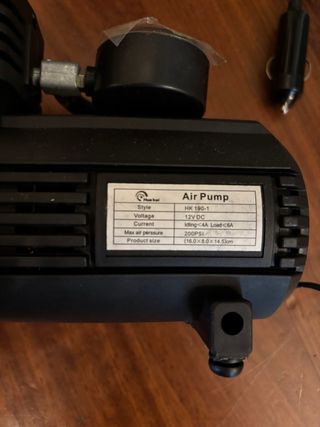 Air Pump
Style HK 190-1
Voltage 12V DC
Current Idling<4A Load<6A
Max air perssure 200PSI
Product size (16.0×8.0×14.5)cm